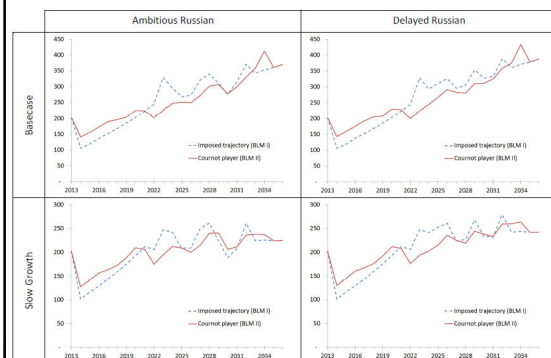 Ambitious Russian Delayed Russian
Basecase
450 450
400 400
350 350
300 300
250 250
200 200
150 150
100 100
50 50
- -
Imposed trajectory (BLM I) Imposed trajectory (BLM I)
Cournot player (BLM II) Cournot player (BLM II)
2013 2016 2019 2022 2025 2028 2031 2034 2013 2016 2019 2022 2025 2028 2031 2034
Slow Growth
300 300
250 250
200 200
150 150
100 100
50 50
- -
Imposed trajectory (BLM I) Imposed trajectory (BLM I)
Cournot player (BLM II) Cournot player (BLM II)
2013 2016 2019 2022 2025 2028 2031 2034 2013 2016 2019 2022 2025 2028 2031 2034